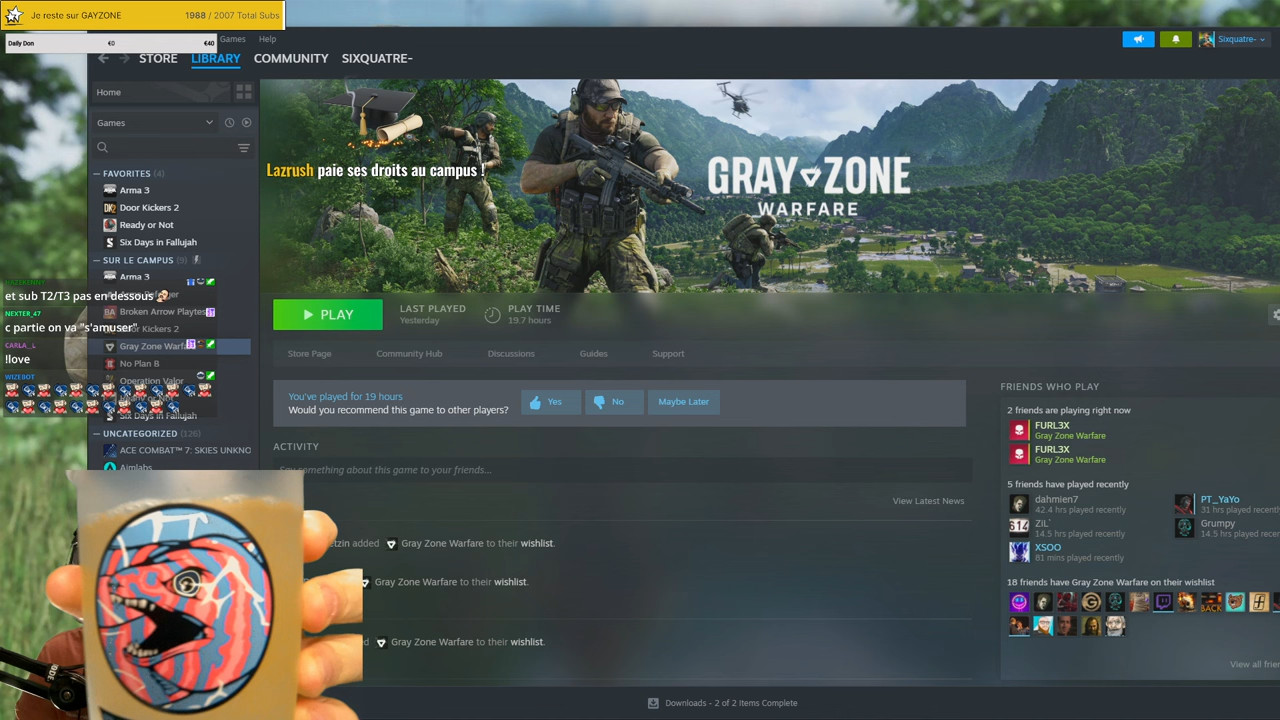 Je reste sur GAYZONE 1988 / 2007 Total Subs
Daily Don €0 €40
Games Help
Sixquatre-
STORE LIBRARY COMMUNITY SIXQUATRE-
Home
Games
FAVORITES (4)
Arma 3
Door Kickers 2
Ready or Not
Six Days in Fallujah
SUR LE CAMPUS (9)
Arma 3
Broken Arrow Playtes
Door Kickers 2
Gray Zone Warfa
No Plan B
Operation Valor
Six Days in Fallujah
UNCATEGORIZED (126)
ACE COMBAT™ 7: SKIES UNKNO
Aimlabs
et sub T2/T3 pas en dessous
NEXTER_47
c partie on va "s'amuser"
CARLA_L
!love
WIZEBOT
Lazrush paie ses droits au campus !
GRAY ZONE
WARFARE
PLAY
LAST PLAYED
Yesterday
PLAY TIME
19.7 hours
Store Page Community Hub Discussions Guides Support
You've played for 19 hours
Would you recommend this game to other players?
Yes No Maybe Later
ACTIVITY
Say something about this game to your friends...
View Latest News
tzin added Gray Zone Warfare to their wishlist.
Gray Zone Warfare to their wishlist.
d Gray Zone Warfare to their wishlist.
FRIENDS WHO PLAY
2 friends are playing right now
FURL3X
Gray Zone Warfare
FURL3X
Gray Zone Warfare
5 friends have played recently
dahmien7
42.4 hrs played recently
PT_YaYo
31 hrs played recently
614
ZiL`
14.5 hrs played recently
Grumpy
14.5 hrs played recently
XSOO
81 mins played recently
18 friends have Gray Zone Warfare on their wishlist
BACK
View all frien
Downloads - 2 of 2 Items Complete